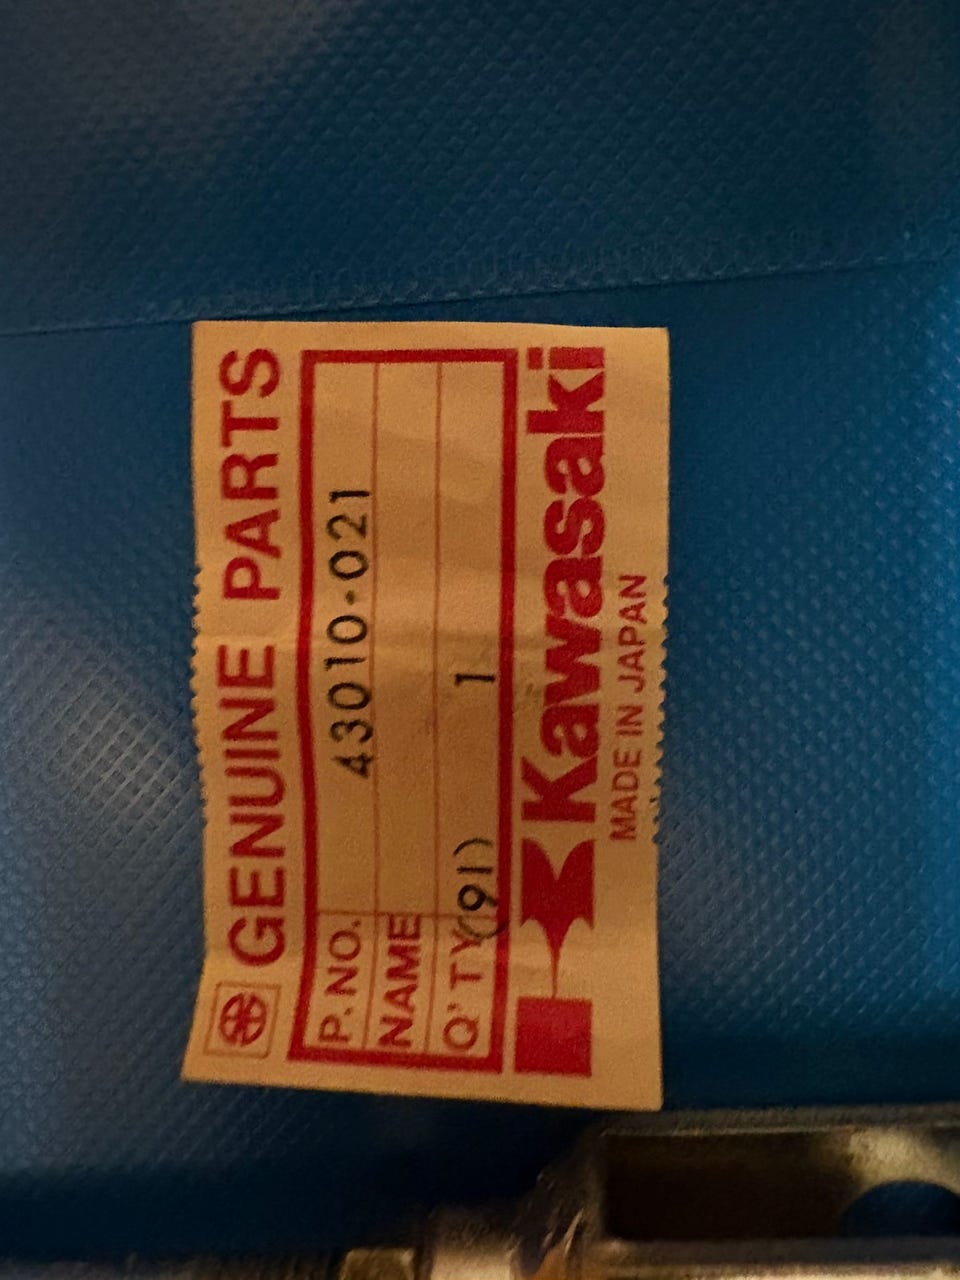 GENUINE PARTS
P. NO. 43010-021
NAME
Q'TY (91) 1
Kawasaki
MADE IN JAPAN